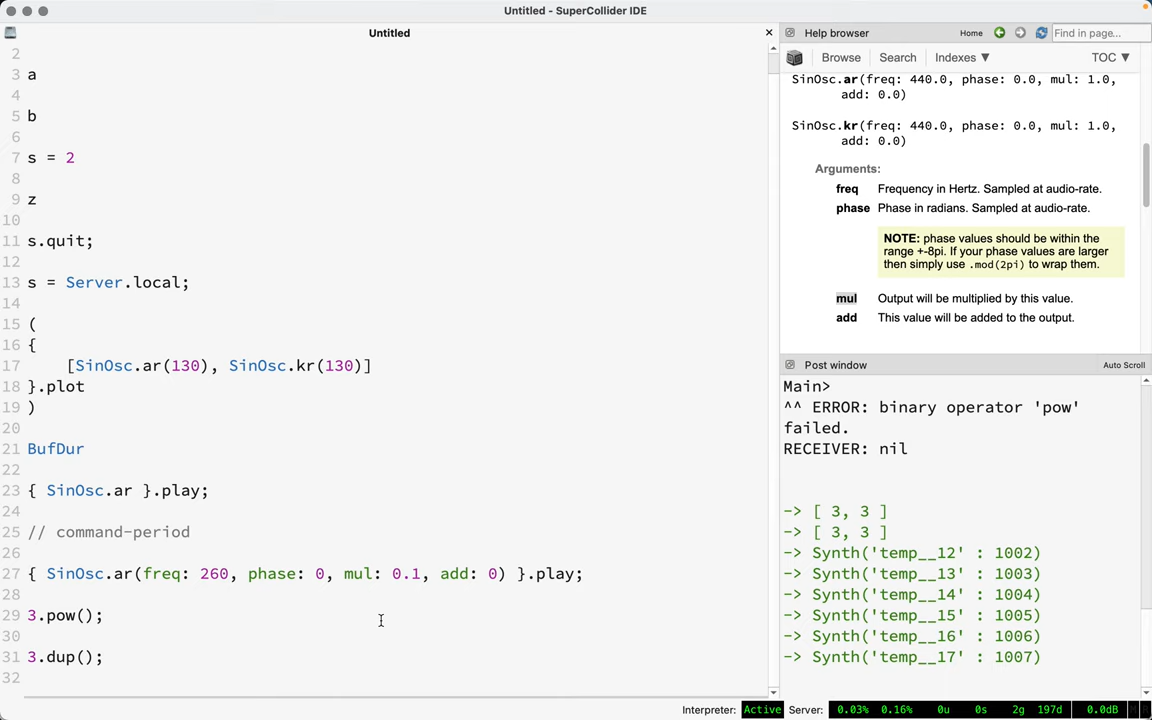 Untitled - SuperCollider IDE
Untitled
2
3 a
4
5 b
6
7 s = 2
8
9 z
10
11 s.quit;
12
13 s = Server.local;
14
15 (
16 {
17 [SinOsc.ar(130), SinOsc.kr(130)]
18 }.plot
19 )
20
21 BufDur
22
23 { SinOsc.ar }.play;
24
25 // command-period
26
27 { SinOsc.ar(freq: 260, phase: 0, mul: 0.1, add: 0) }.play;
28
29 3.pow();
30
31 3.dup();
32
Help browser Home Find in page...
Browse Search Indexes ▼ TOC ▼
SinOsc.ar(freq: 440.0, phase: 0.0, mul: 1.0,
add: 0.0)
SinOsc.kr(freq: 440.0, phase: 0.0, mul: 1.0,
add: 0.0)
Arguments:
freq Frequency in Hertz. Sampled at audio-rate.
phase Phase in radians. Sampled at audio-rate.
NOTE: phase values should be within the
range +-8pi. If your phase values are larger
then simply use .mod(2pi) to wrap them.
mul Output will be multiplied by this value.
add This value will be added to the output.
Post window Auto Scroll
Main>
^^ ERROR: binary operator 'pow'
failed.
RECEIVER: nil
-> [ 3, 3 ]
-> [ 3, 3 ]
-> Synth('temp__12' : 1002)
-> Synth('temp__13' : 1003)
-> Synth('temp__14' : 1004)
-> Synth('temp__15' : 1005)
-> Synth('temp__16' : 1006)
-> Synth('temp__17' : 1007)
Interpreter: Active Server: 0.03% 0.16% 0u 0s 2g 197d 0.0dB M R